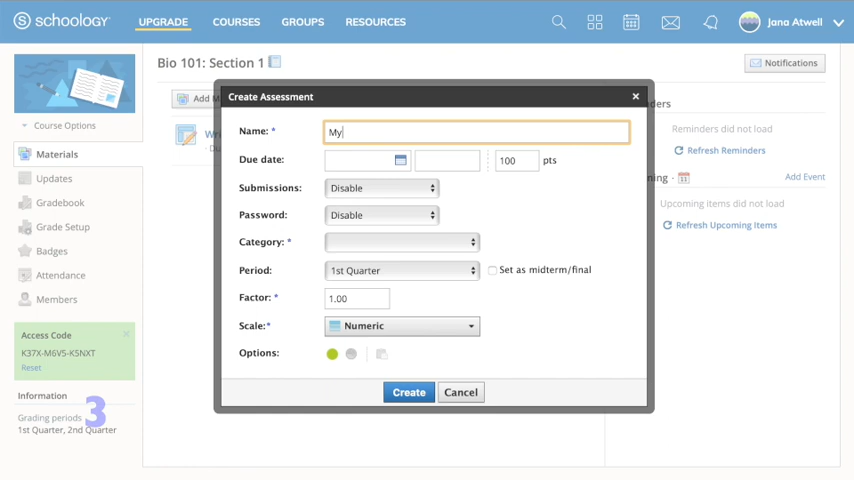 schoology
UPGRADE
COURSES
GROUPS
RESOURCES
Jana Atwell
Bio 101: Section 1
Notifications
Course Options
Materials
Updates
Gradebook
Grade Setup
Badges
Attendance
Members
Access Code
K37X-M6V5-K5NXT
Reset
Information
Grading periods
1st Quarter, 2nd Quarter
3
Add
Create Assessment
Name: *
My
Due date:
100 pts
Submissions:
Disable
Password:
Disable
Category: *
Period:
1st Quarter
Set as midterm/final
Factor: *
1.00
Scale:*
Numeric
Options:
Create
Cancel
Reminders did not load
Refresh Reminders
Add Event
Upcoming items did not load
Refresh Upcoming Items